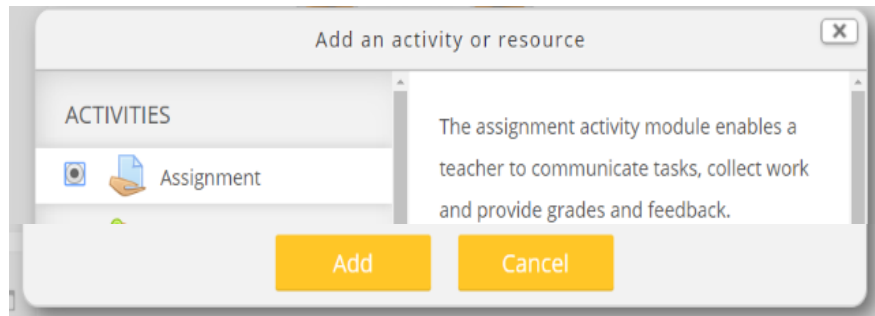 Add an activity or resource
ACTIVITIES
Assignment
The assignment activity module enables a
teacher to communicate tasks, collect work
and provide grades and feedback.
Add
Cancel